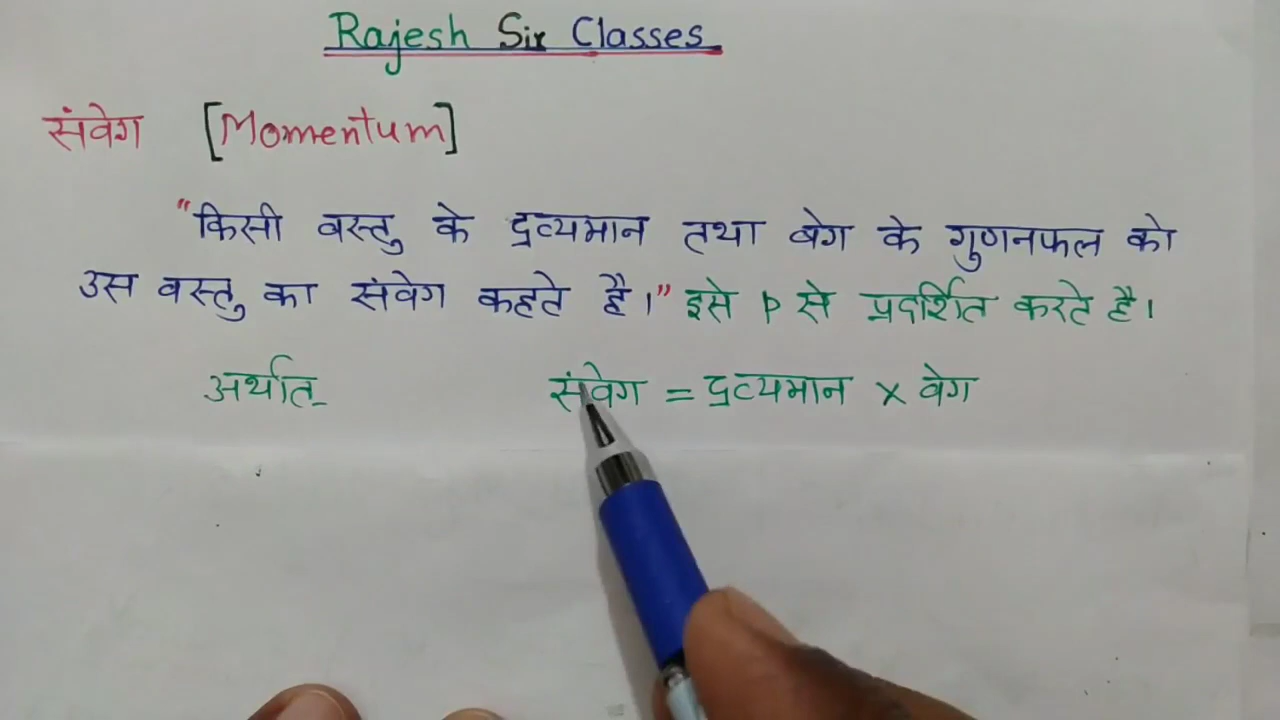 Rajesh Sir Classes
संवेग [Momentum]
"किसी वस्तु के द्रव्यमान तथा बेग के गुणनफल को
उस वस्तु का संवेग कहते है।" इसे p से प्रदर्शित करते है।
अर्थात- संवेग = द्रव्यमान × वेग